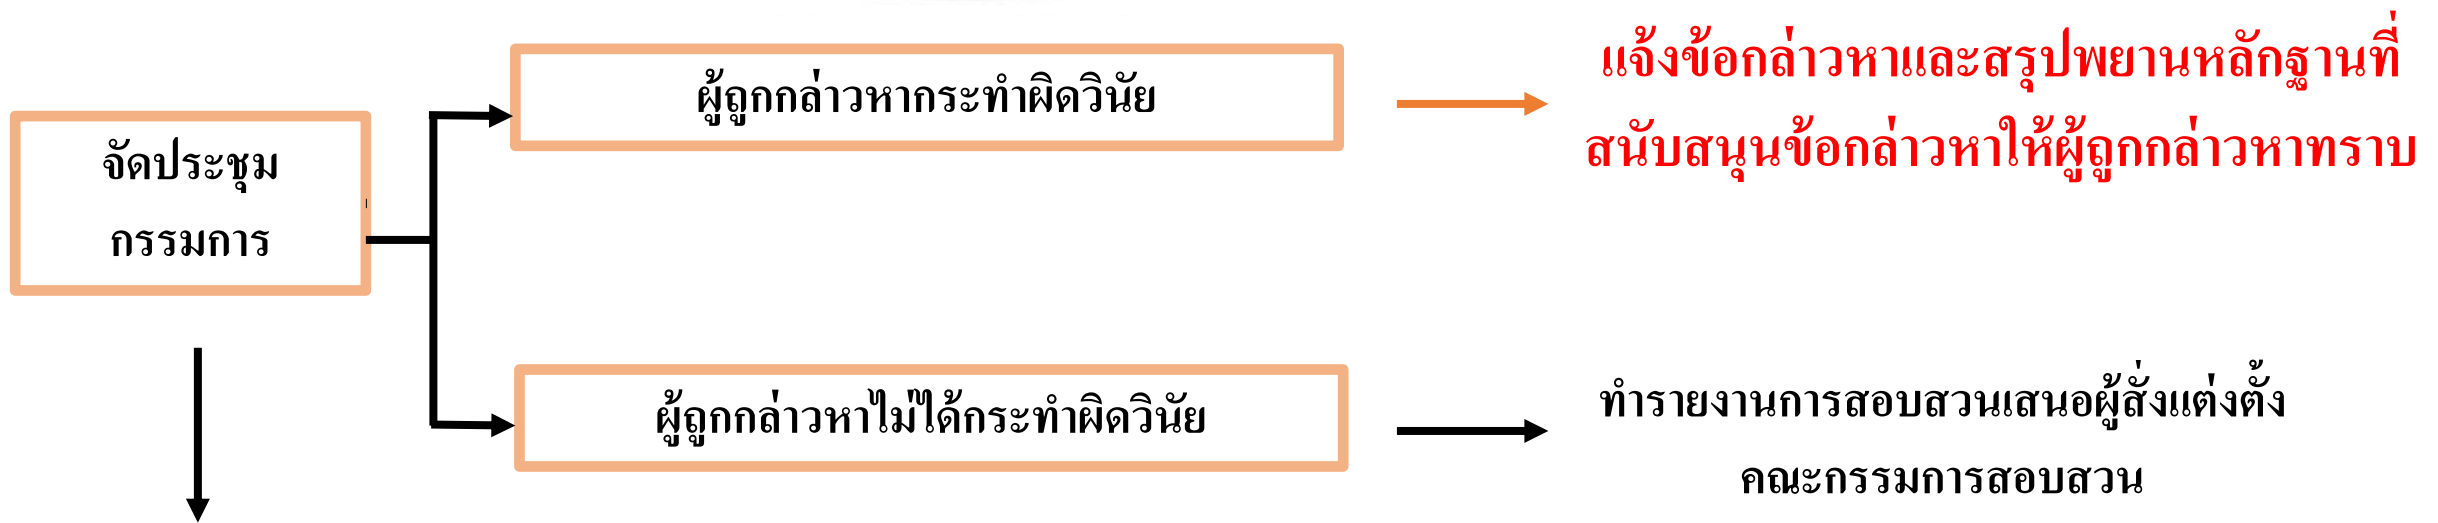 แจ้งข้อกล่าวหาและสรุปพยานหลักฐานที่
ผู้ถูกกล่าวหากระทำผิดวินัย
สนับสนุนข้อกล่าวหาให้ผู้ถูกกล่าวหาทราบ
จัดประชุม
กรรมการ
ผู้ถูกกล่าวหาไม่ได้กระทำผิดวินัย
ทำรายงานการสอบสวนเสนอผู้สั่งแต่งตั้ง
คณะกรรมการสอบสวน